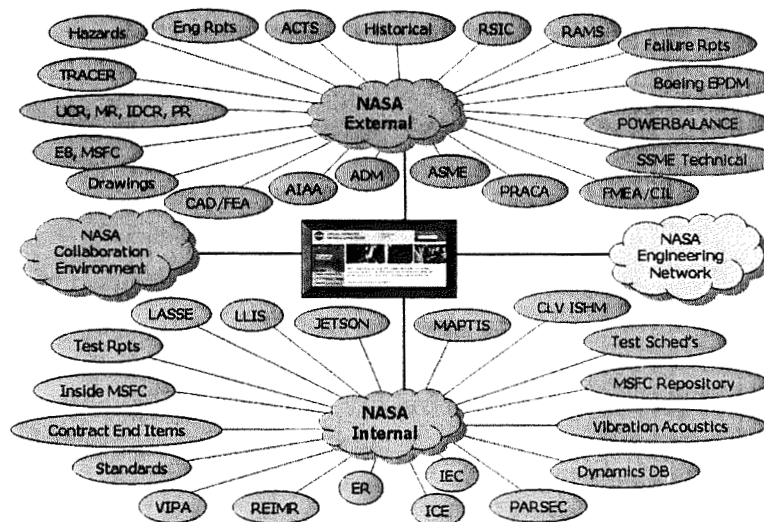 Hazards
Eng Rpts
ACTS
Historical
RSIC
RAMS
Failure Rpts
TRACER
Boeing EPDM
NASA
External
UCR, MR, IDCR, PR
POWERBALANCE
E8, MSFC
SSME Technical
Drawings
CAD/FEA
AIAA
ADM
ASME
PRACA
FMEA/CIL
NASA
Collaboration
Environment
NASA
Engineering
Network
LASSE
LLIS
JETSON
MAPTIS
CLV ISHM
Test Rpts
Test Sched's
Inside MSFC
MSFC Repository
NASA
Internal
Contract End Items
Vibration Acoustics
Standards
Dynamics DB
VIPA
REIMR
ER
IEC
ICE
PARSEC